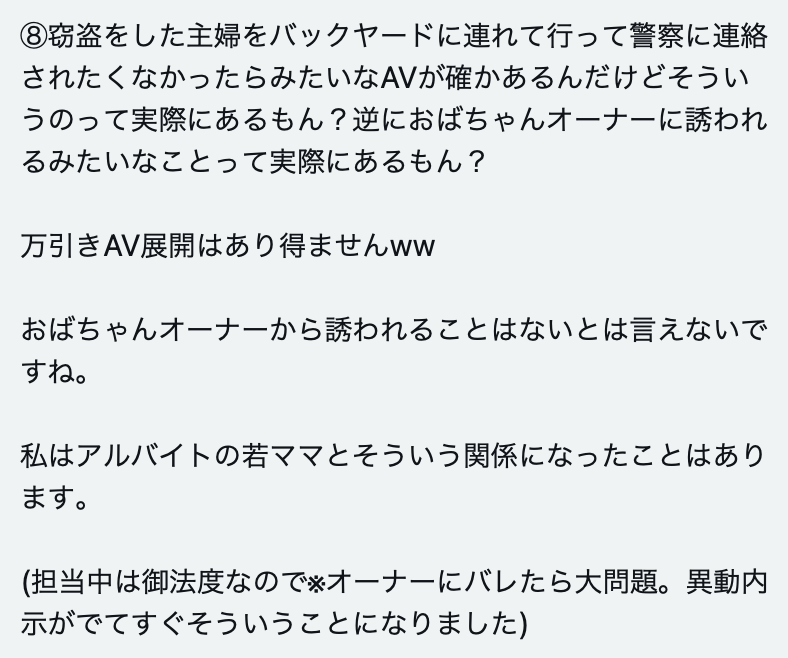 ⑧窃盗をした主婦をバックヤードに連れて行って警察に連絡
されたくなかったらみたいなAVが確かあるんだけどそうい
うのって実際にあるもん？逆におばちゃんオーナーに誘われ
るみたいなことって実際にあるもん？
万引きAV展開はあり得ませんww
おばちゃんオーナーから誘われることはないとは言えないで
すね。
私はアルバイトの若ママとそういう関係になったことはあり
ます。
(担当中は御法度なので※オーナーにバレたら大問題。異動内
示がでてすぐそういうことになりました)